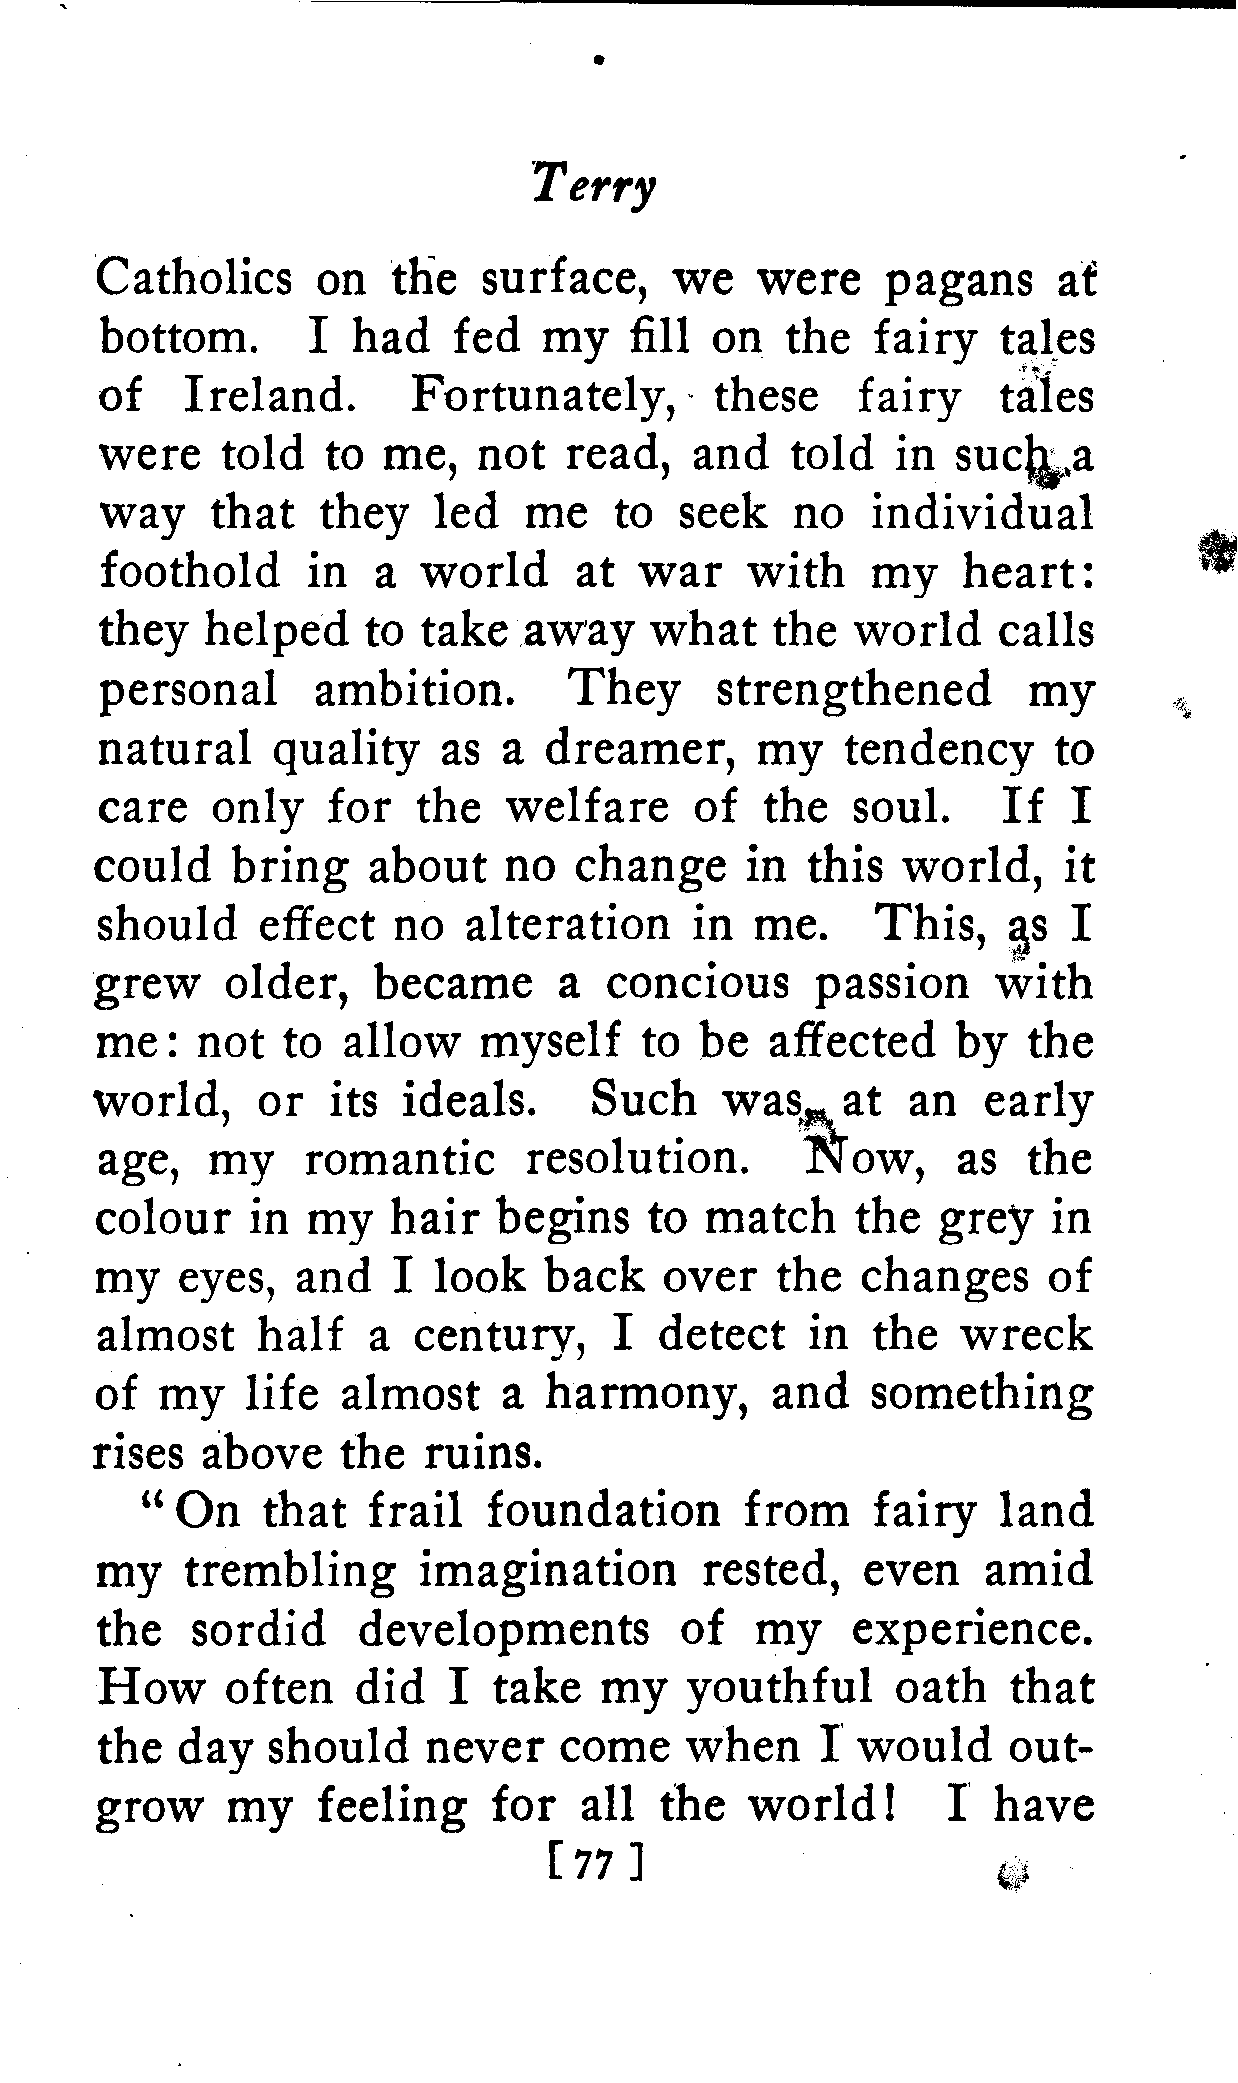 Terry
Catholics on the surface, we were pagans at
bottom. I had fed my fill on the fairy tales
of Ireland. Fortunately, these fairy tales
were told to me, not read, and told in such a
way that they led me to seek no individual
foothold in a world at war with my heart:
they helped to take away what the world calls
personal ambition. They strengthened my
natural quality as a dreamer, my tendency to
care only for the welfare of the soul. If I
could bring about no change in this world, it
should effect no alteration in me. This, as I
grew older, became a concious passion with
me: not to allow myself to be affected by the
world, or its ideals. Such was, at an early
age, my romantic resolution. Now, as the
colour in my hair begins to match the grey in
my eyes, and I look back over the changes of
almost half a century, I detect in the wreck
of my life almost a harmony, and something
rises above the ruins.
"On that frail foundation from fairy land
my trembling imagination rested, even amid
the sordid developments of my experience.
How often did I take my youthful oath that
the day should never come when I would out-
grow my feeling for all the world! I have
[77]